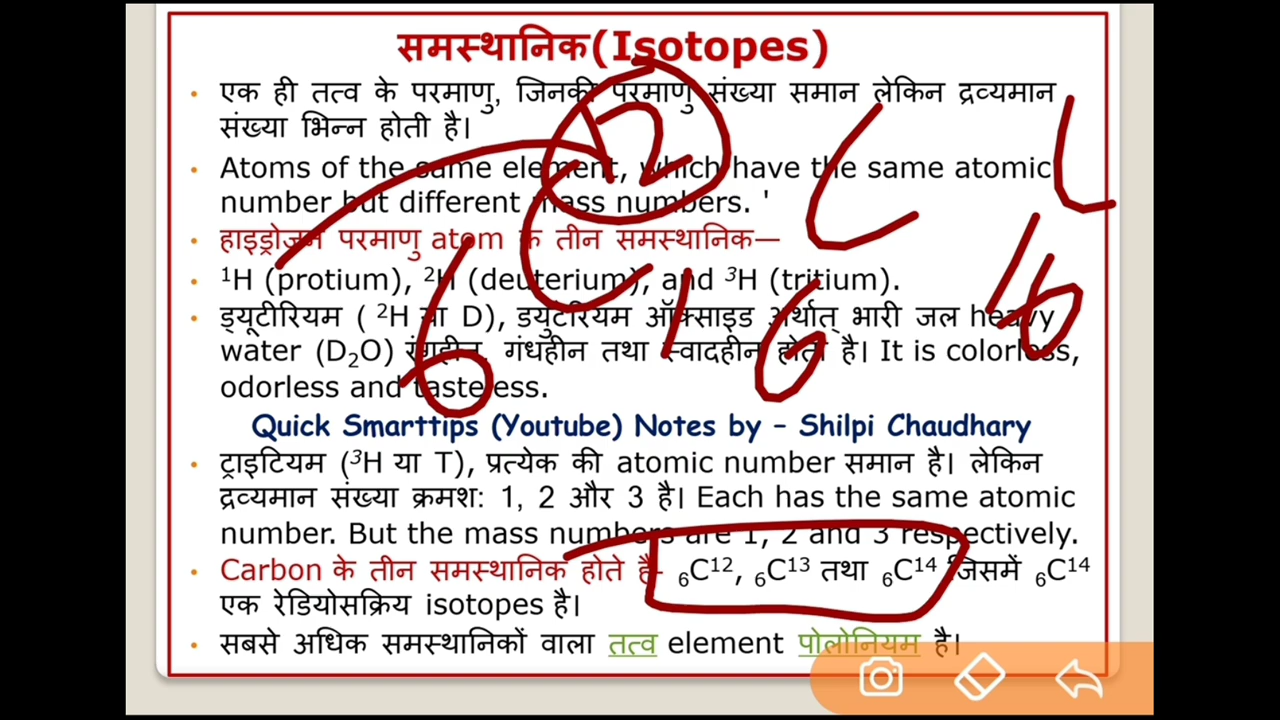 समस्थानिक(Isotopes)
• एक ही तत्व के परमाणु, जिनकी परमाणु संख्या समान लेकिन द्रव्यमान
संख्या भिन्न होती है।
• Atoms of the same element, which have the same atomic
number but different mass numbers. '
• हाइड्रोजन परमाणु atom के तीन समस्थानिक—
• ¹H (protium), ²H (deuterium), and ³H (tritium).
• ड्यूटीरियम ( ²H या D), डयुटेरियम ऑक्साइड अर्थात् भारी जल heavy
water (D₂O) रंगहीन, गंधहीन तथा स्वादहीन होता है। It is colorless,
odorless and tasteless.
Quick Smarttips (Youtube) Notes by – Shilpi Chaudhary
• ट्राइटियम (³H या T), प्रत्येक की atomic number समान है। लेकिन
द्रव्यमान संख्या क्रमश: 1, 2 और 3 है। Each has the same atomic
number. But the mass numbers are 1, 2 and 3 respectively.
• Carbon के तीन समस्थानिक होते है- ₆C¹², ₆C¹³ तथा ₆C¹⁴ जिसमें ₆C¹⁴
एक रेडियोसक्रिय isotopes है।
• सबसे अधिक समस्थानिकों वाला तत्व element पोलोनियम है।
12
C
6
C
6